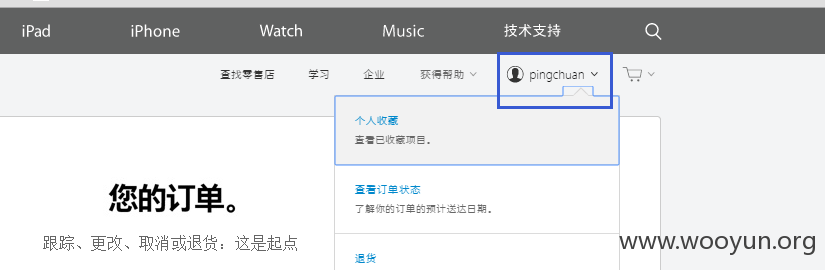 iPad iPhone Watch Music 技术支持
查找零售店 学习 企业 获得帮助 pingchuan
个人收藏
查看已收藏项目。
您的订单。
查看订单状态
了解你的订单的预计送达日期。
跟踪、更改、取消或退货：这是起点
www.wooyun.org
退货